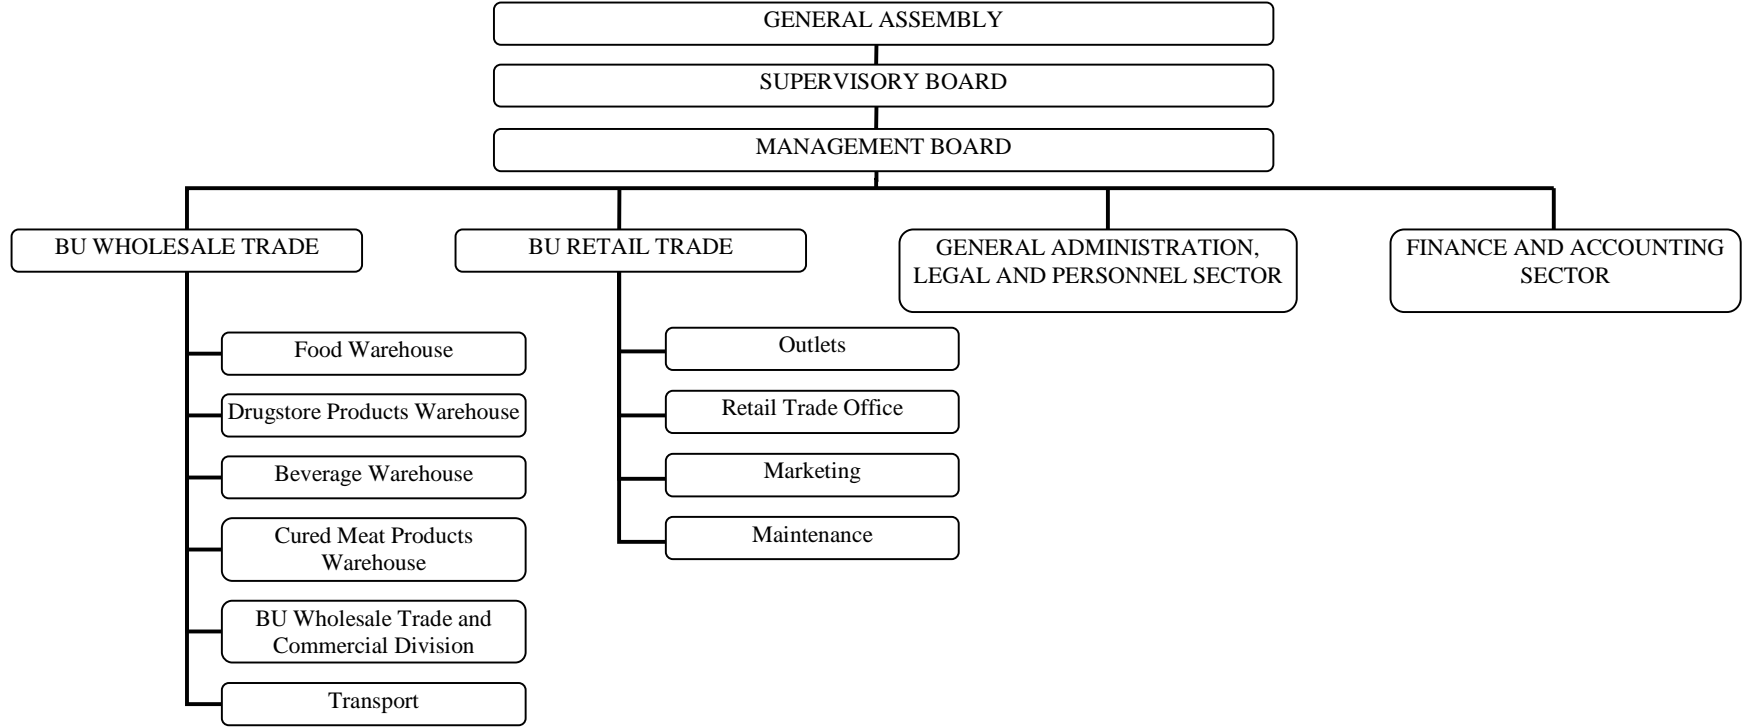 GENERAL ASSEMBLY
SUPERVISORY BOARD
MANAGEMENT BOARD
BU WHOLESALE TRADE
BU RETAIL TRADE
GENERAL ADMINISTRATION,
LEGAL AND PERSONNEL SECTOR
FINANCE AND ACCOUNTING
SECTOR
Food Warehouse
Drugstore Products Warehouse
Beverage Warehouse
Cured Meat Products
Warehouse
BU Wholesale Trade and
Commercial Division
Transport
Outlets
Retail Trade Office
Marketing
Maintenance